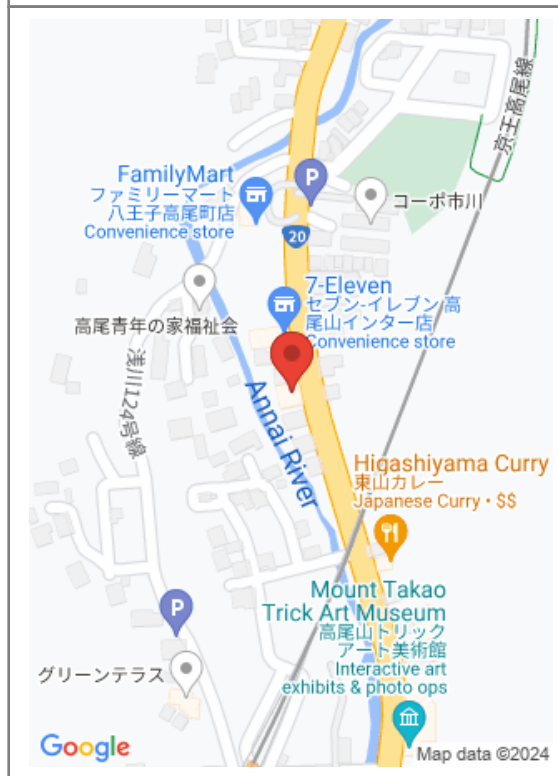 京王高尾線
FamilyMart
ファミリーマート
八王子高尾町店
Convenience store
P
コーポ市川
20
7-Eleven
セブン-イレブン 高
尾山インター店
Convenience store
高尾青年の家福祉会
浅川124号線
Annai River
Higashiyama Curry
東山カレー
Japanese Curry • $$
Mount Takao
Trick Art Museum
高尾山トリック
アート美術館
Interactive art
exhibits & photo ops
P
グリーンテラス
Google
Map data ©2024